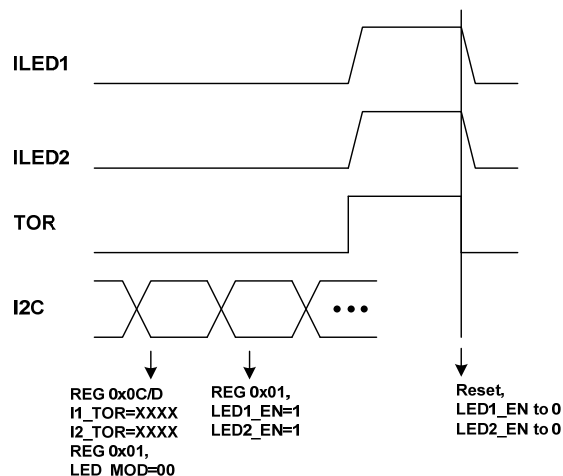 ILED1
ILED2
TOR
I2C
REG 0x0C/D
I1_TOR=XXXX
I2_TOR=XXXX
REG 0x01,
LED_MOD=00
REG 0x01,
LED1_EN=1
LED2_EN=1
Reset,
LED1_EN to 0
LED2_EN to 0